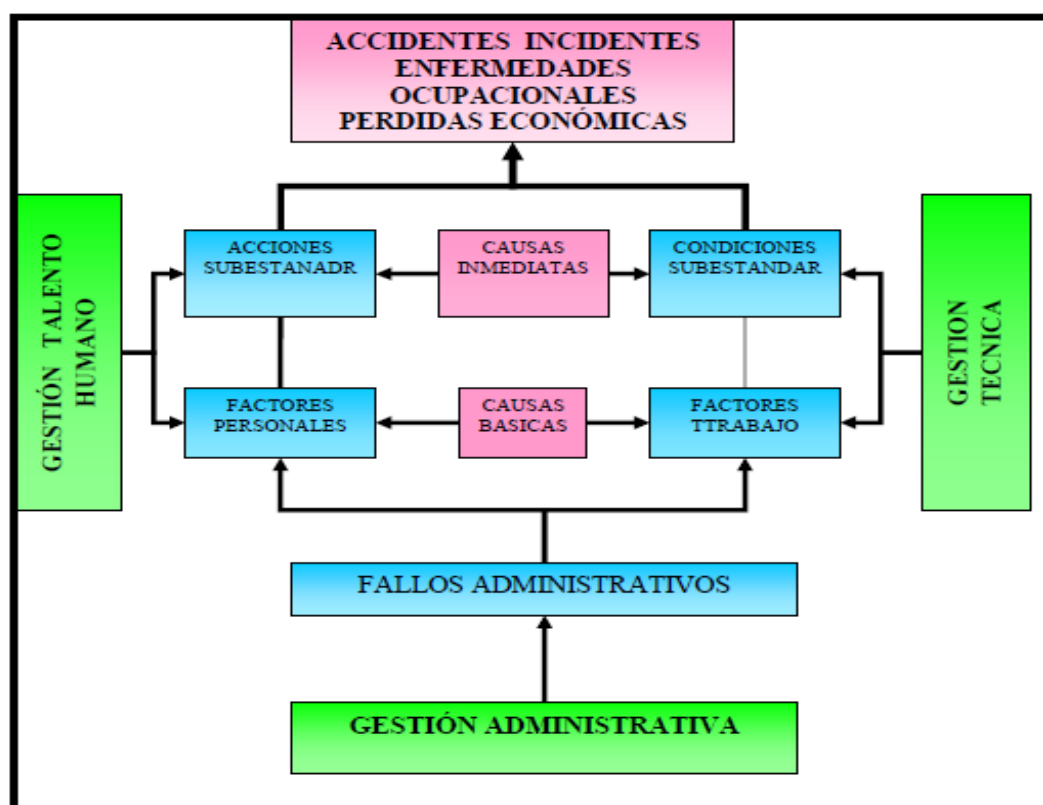 ACCIDENTES INCIDENTES
ENFERMEDADES
OCUPACIONALES
PERDIDAS ECONÓMICAS
GESTIÓN TALENTO
HUMANO
ACCIONES
SUBESTANADR
CAUSAS
INMEDIATAS
CONDICIONES
SUBESTANDAR
GESTION
TECNICA
FACTORES
PERSONALES
CAUSAS
BASICAS
FACTORES
TTRABAJO
FALLOS ADMINISTRATIVOS
GESTIÓN ADMINISTRATIVA